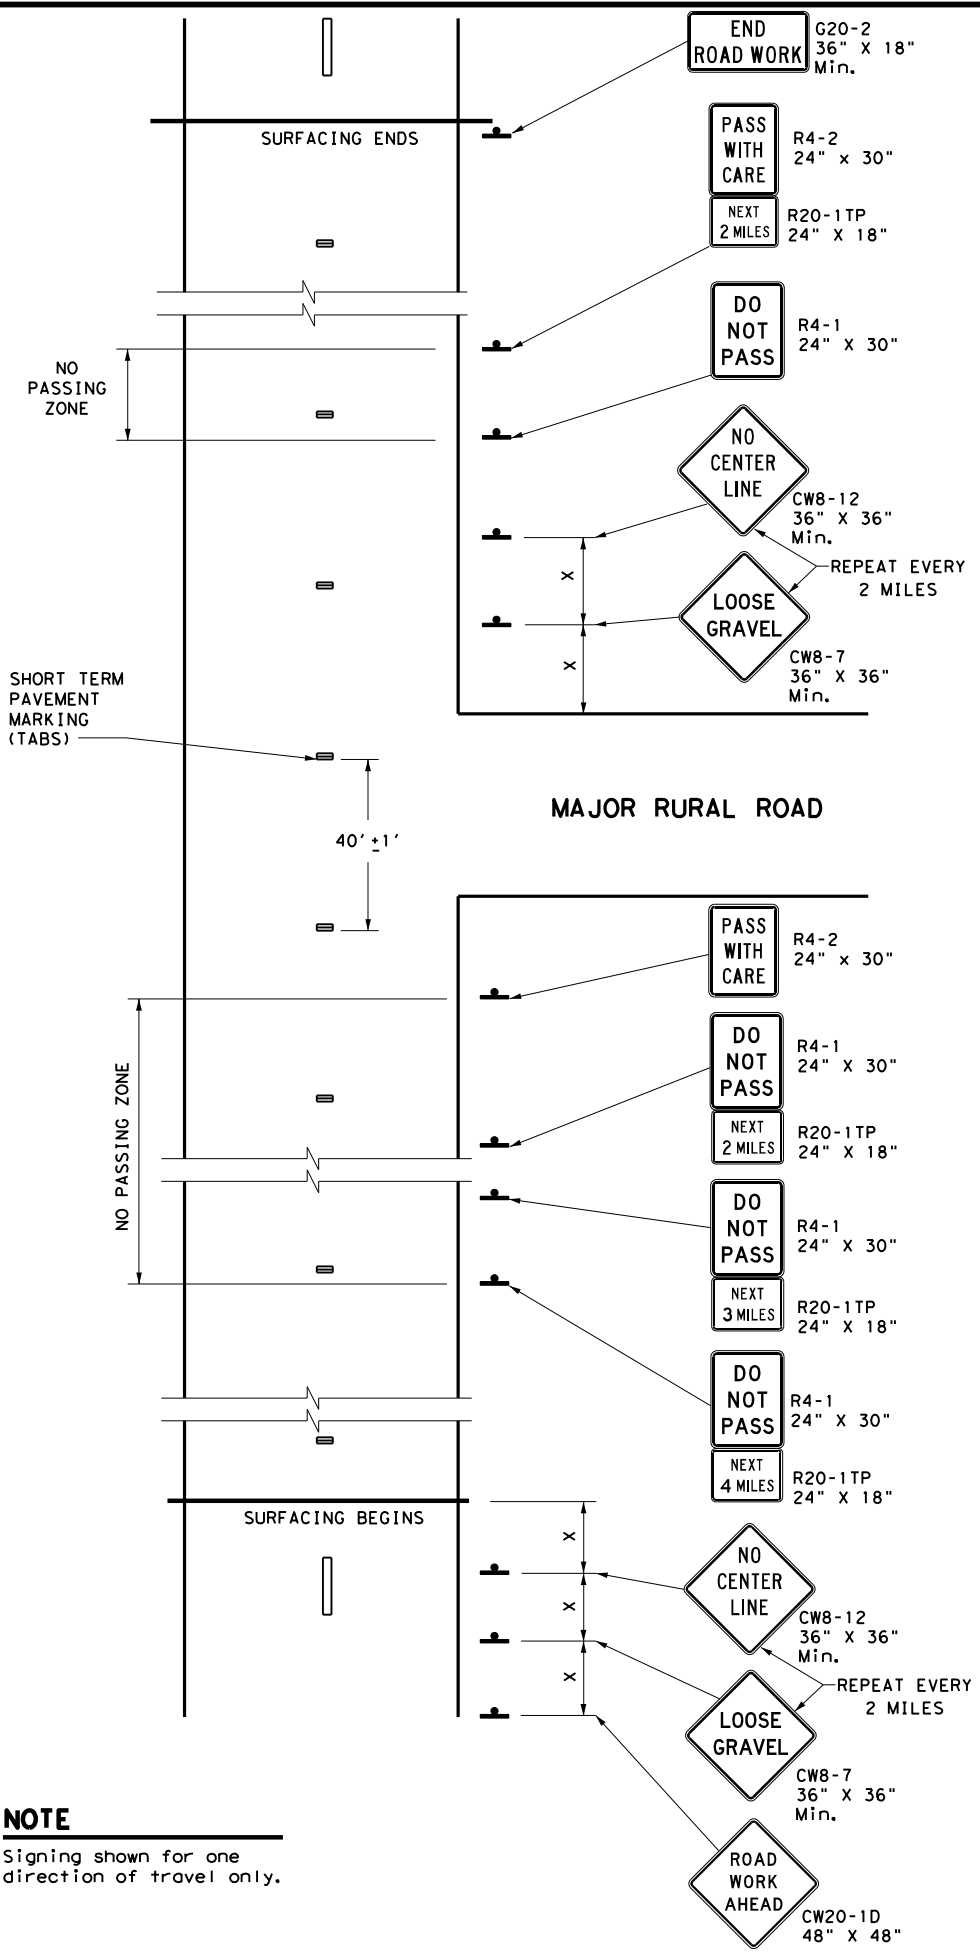 END
ROAD WORK
G20-2
36" X 18"
Min.
SURFACING ENDS
PASS
WITH
CARE
R4-2
24" x 30"
NEXT
2 MILES
R20-1TP
24" X 18"
DO
NOT
PASS
R4-1
24" X 30"
NO
PASSING
ZONE
NO
CENTER
LINE
CW8-12
36" X 36"
Min.
REPEAT EVERY
2 MILES
X
LOOSE
GRAVEL
CW8-7
36" X 36"
Min.
X
SHORT TERM
PAVEMENT
MARKING
(TABS)
MAJOR RURAL ROAD
40' ±1'
PASS
WITH
CARE
R4-2
24" x 30"
NO PASSING ZONE
DO
NOT
PASS
R4-1
24" X 30"
NEXT
2 MILES
R20-1TP
24" X 18"
DO
NOT
PASS
R4-1
24" X 30"
NEXT
3 MILES
R20-1TP
24" X 18"
DO
NOT
PASS
R4-1
24" X 30"
NEXT
4 MILES
R20-1TP
24" X 18"
SURFACING BEGINS
X
NO
CENTER
LINE
CW8-12
36" X 36"
Min.
X
REPEAT EVERY
2 MILES
X
LOOSE
GRAVEL
CW8-7
36" X 36"
Min.
ROAD
WORK
AHEAD
CW20-1D
48" X 48"
NOTE
Signing shown for one
direction of travel only.